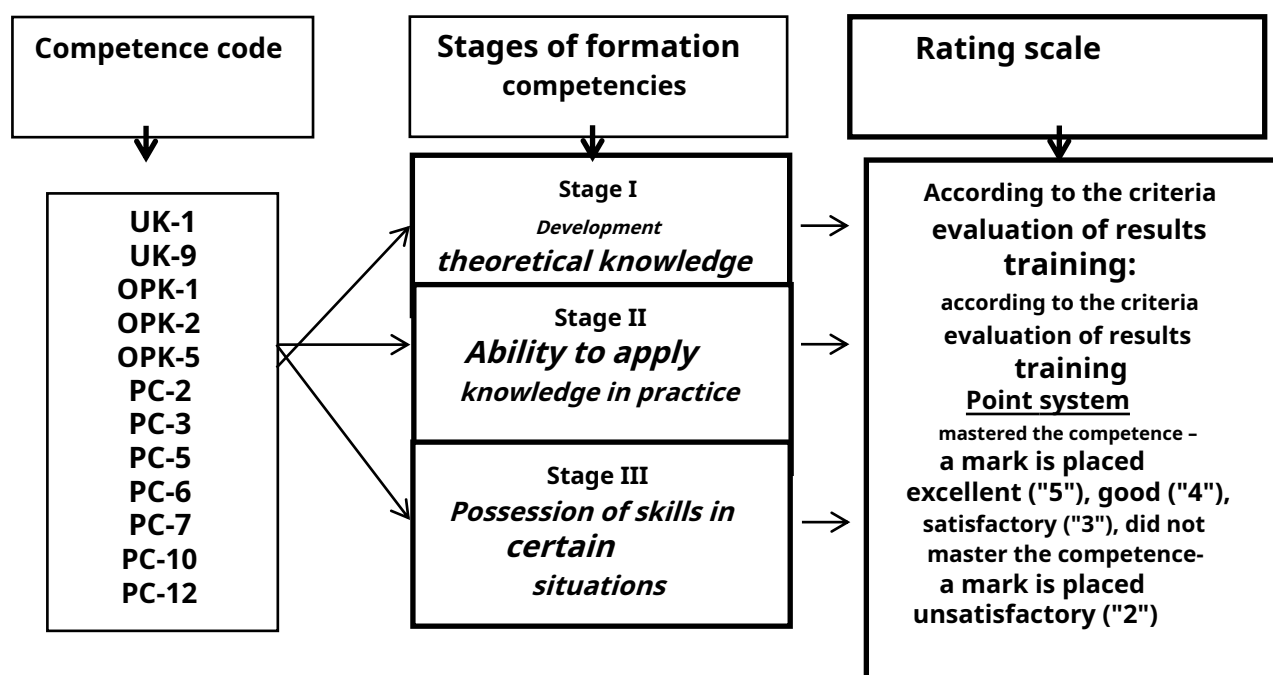 Competence code
Stages of formation
competencies
Rating scale
UK-1
UK-9
OPK-1
OPK-2
OPK-5
PC-2
PC-3
PC-5
PC-6
PC-7
PC-10
PC-12
Stage I
Development
theoretical knowledge
Stage II
Ability to apply
knowledge in practice
Stage III
Possession of skills in
certain
situations
According to the criteria
evaluation of results
training:
according to the criteria
evaluation of results
training
Point system
mastered the competence –
a mark is placed
excellent ("5"), good ("4"),
satisfactory ("3"), did not
master the competence-
a mark is placed
unsatisfactory ("2")